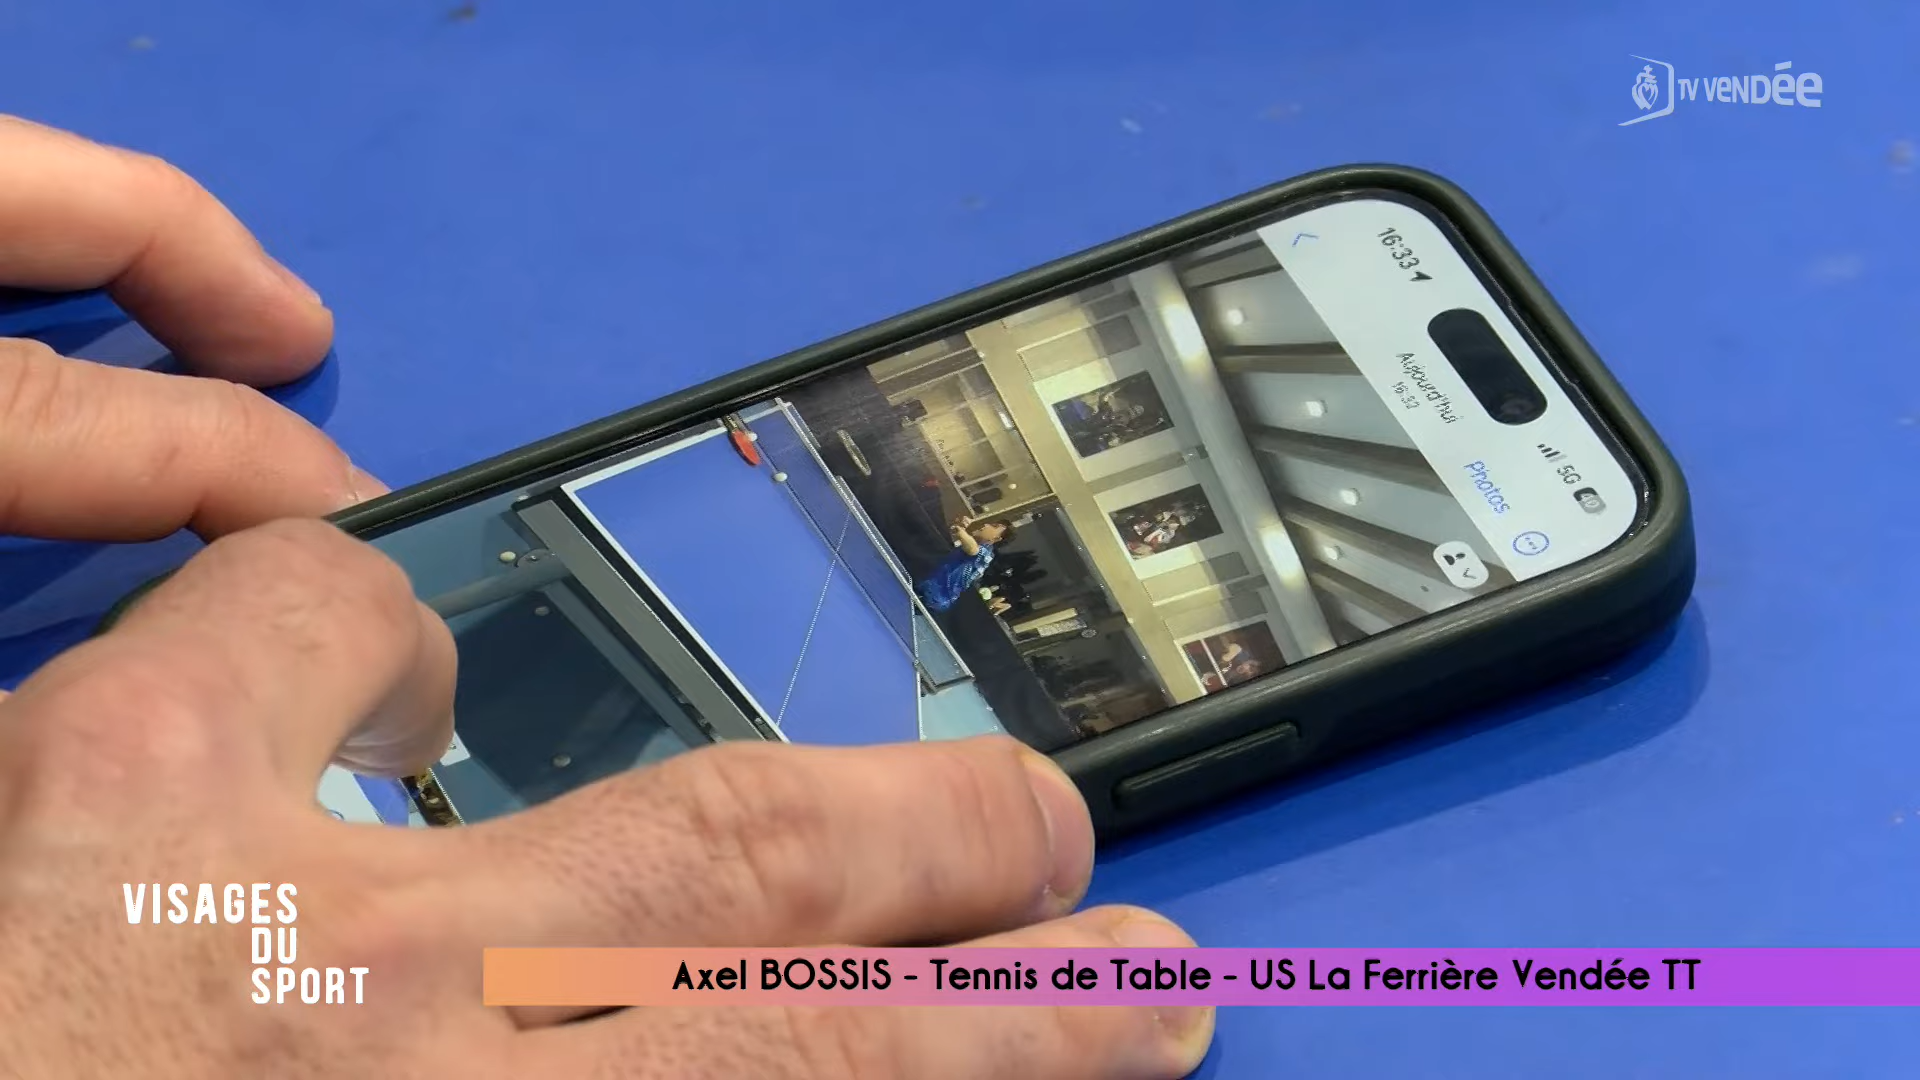 TV VENDÉE
16:33
Aujourd'hui
16:32
5G
40
Photos
VISAGES
DU
SPORT
Axel BOSSIS - Tennis de Table - US La Ferrière Vendée TT